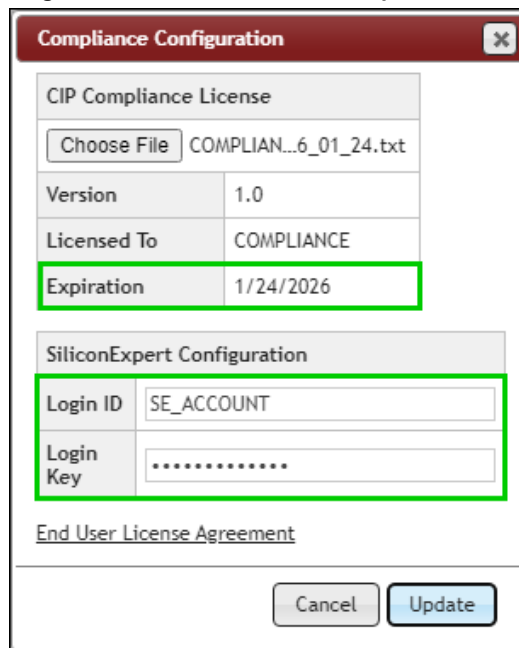 Compliance Configuration
CIP Compliance License
Choose File COMPLIAN...6_01_24.txt
Version 1.0
Licensed To COMPLIANCE
Expiration 1/24/2026
SiliconExpert Configuration
Login ID SE_ACCOUNT
Login
Key •••••••••••••
End User License Agreement
Cancel Update